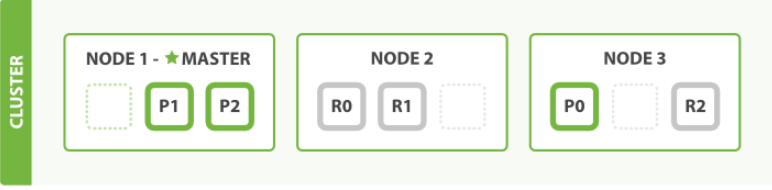 CLUSTER
NODE 1 - ★ MASTER
P1 P2
NODE 2
R0 R1
NODE 3
P0 R2